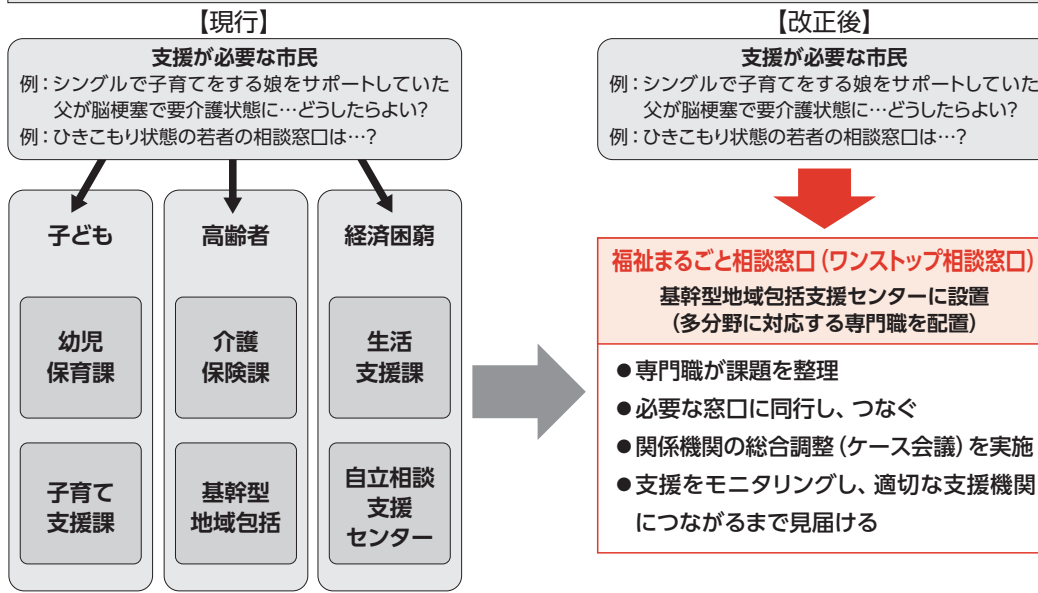 【現行】
支援が必要な市民
例：シングルで子育てをする娘をサポートしていた
父が脳梗塞で要介護状態に…どうしたらよい？
例：ひきこもり状態の若者の相談窓口は…？
子ども
幼児
保育課
子育て
支援課
高齢者
介護
保険課
基幹型
地域包括
経済困窮
生活
支援課
自立相談
支援
センター
【改正後】
支援が必要な市民
例：シングルで子育てをする娘をサポートしていた
父が脳梗塞で要介護状態に…どうしたらよい？
例：ひきこもり状態の若者の相談窓口は…？
福祉まるごと相談窓口（ワンストップ相談窓口）
基幹型地域包括支援センターに設置
（多分野に対応する専門職を配置）
●専門職が課題を整理
●必要な窓口に同行し、つなぐ
●関係機関の総合調整（ケース会議）を実施
●支援をモニタリングし、適切な支援機関
につながるまで見届ける